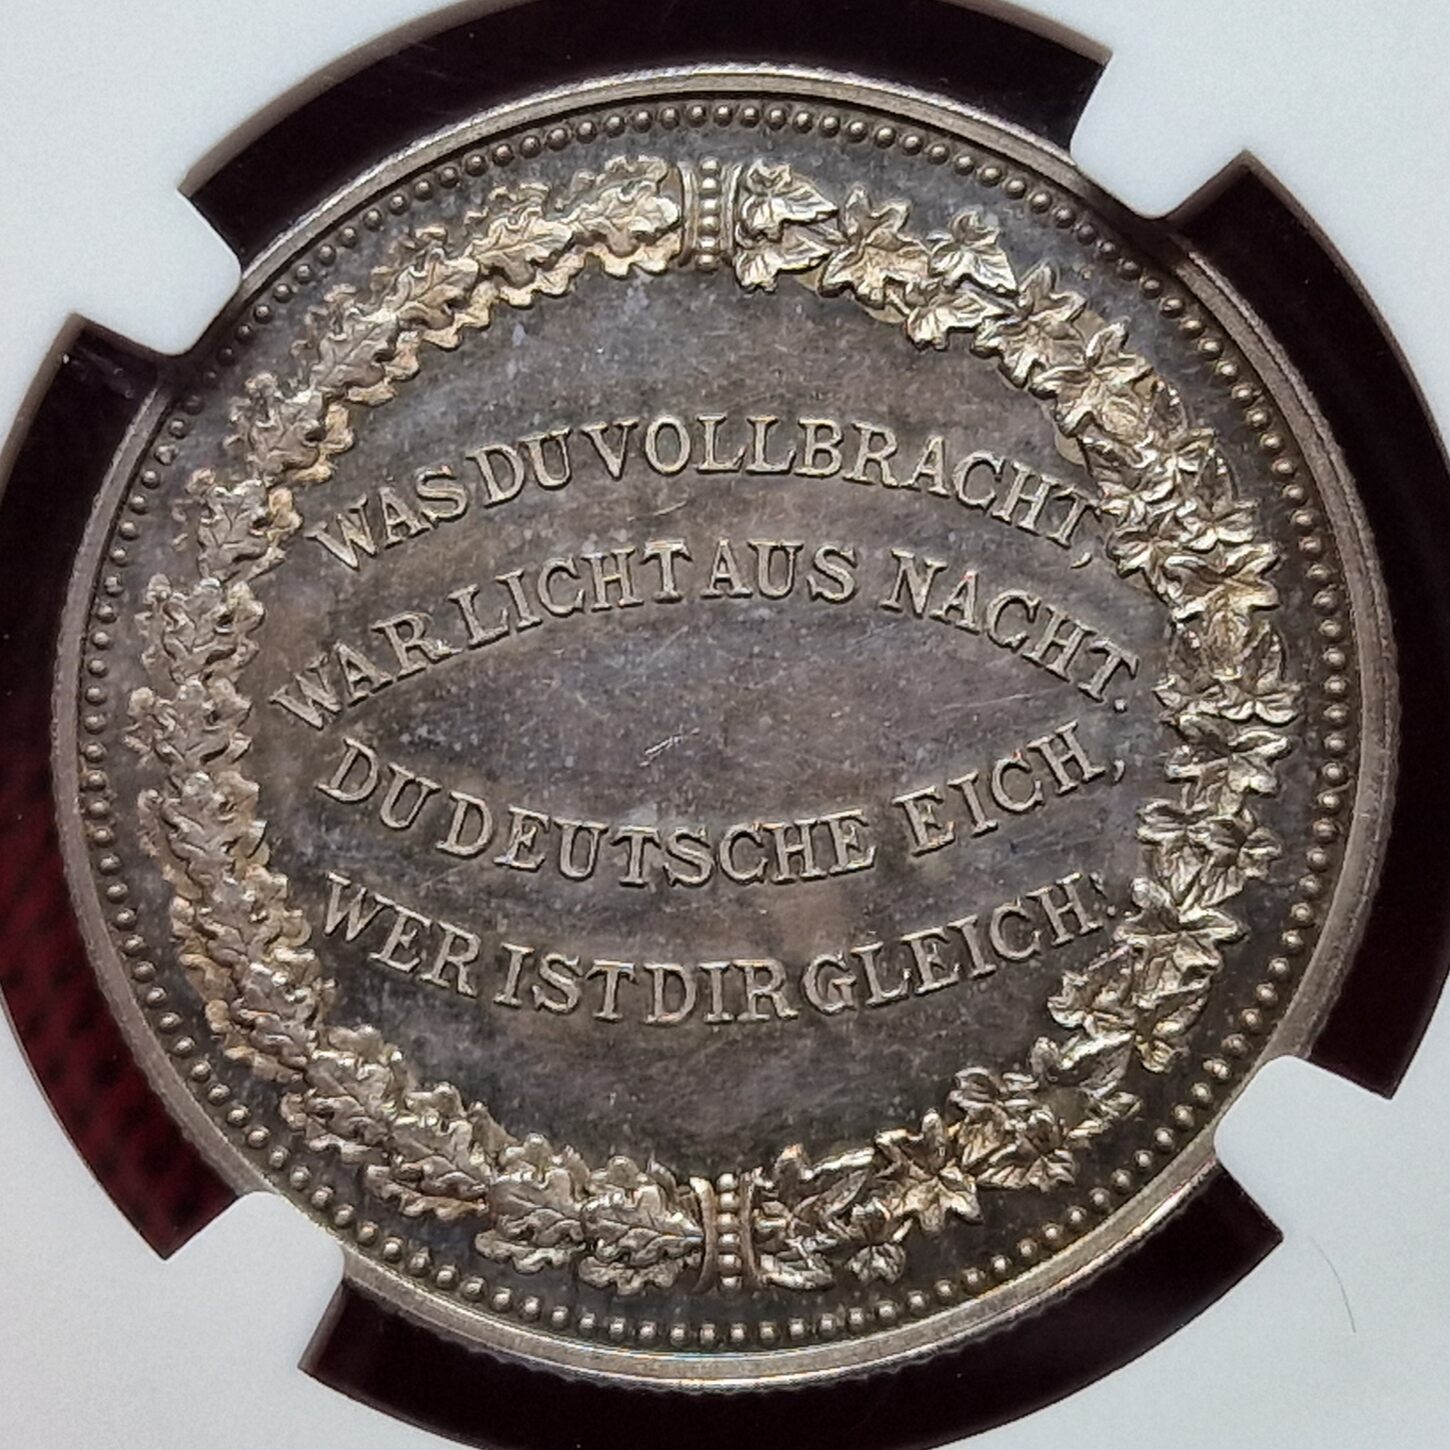 WAS DU VOLLBRACHT,
WAR LICHT AUS NACHT.
DU DEUTSCHE EICH,
WER IST DIR GLEICH!